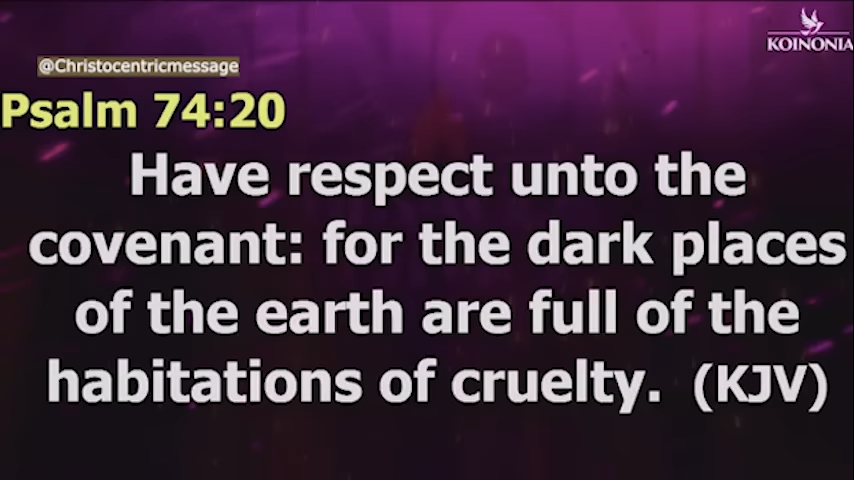 KOINONIA
@Christocentricmessage
Psalm 74:20
Have respect unto the
covenant: for the dark places
of the earth are full of the
habitations of cruelty. (KJV)